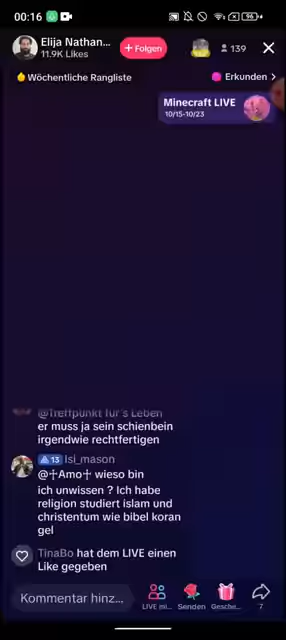 00:16
96
Elija Nathan...
11.9K Likes
+ Folgen
139
Wöchentliche Rangliste
Erkunden >
Minecraft LIVE
10/15-10/23
@Treffpunkt für's Leben
er muss ja sein schienbein
irgendwie rechtfertigen
13 Isi_mason
@✝Amo✝ wieso bin
ich unwissen ? Ich habe
religion studiert islam und
christentum wie bibel koran
gel
TinaBo hat dem LIVE einen
Like gegeben
Kommentar hinz...
LIVE mi...
Senden
Gesche...
7